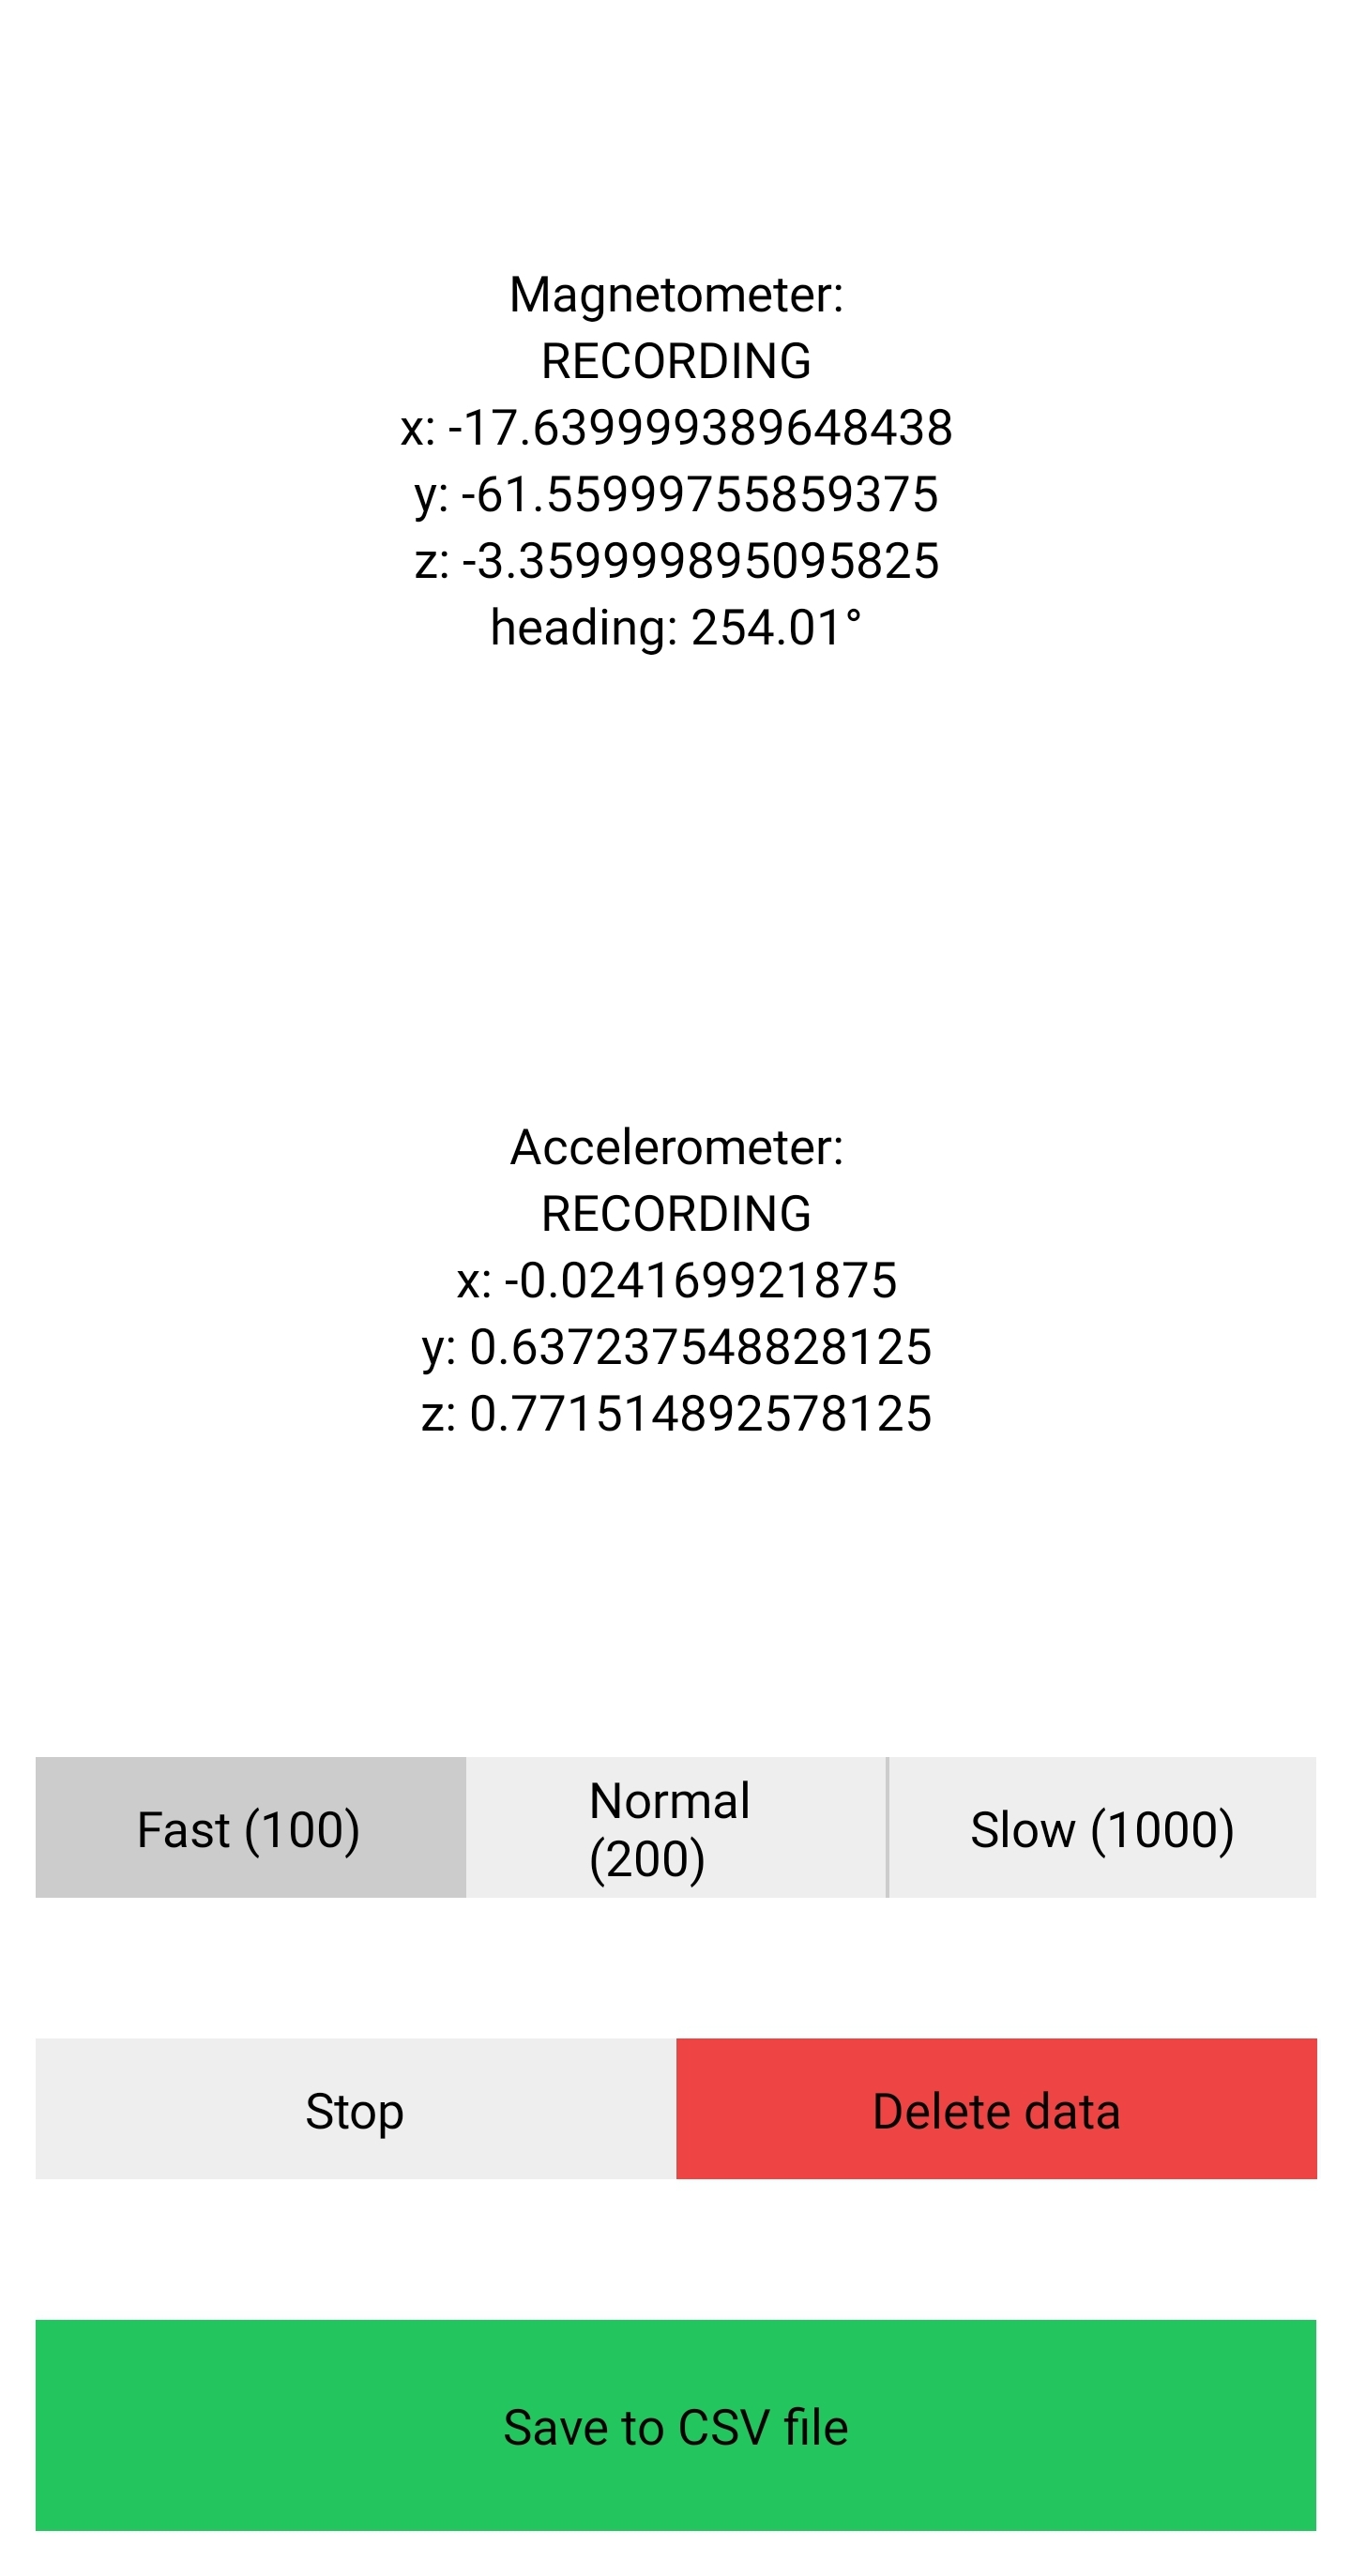 Magnetometer:
RECORDING
x: -17.639999389648438
y: -61.55999755859375
z: -3.359999895095825
heading: 254.01°
Accelerometer:
RECORDING
x: -0.024169921875
y: 0.637237548828125
z: 0.771514892578125
Fast (100)
Normal
(200)
Slow (1000)
Stop
Delete data
Save to CSV file